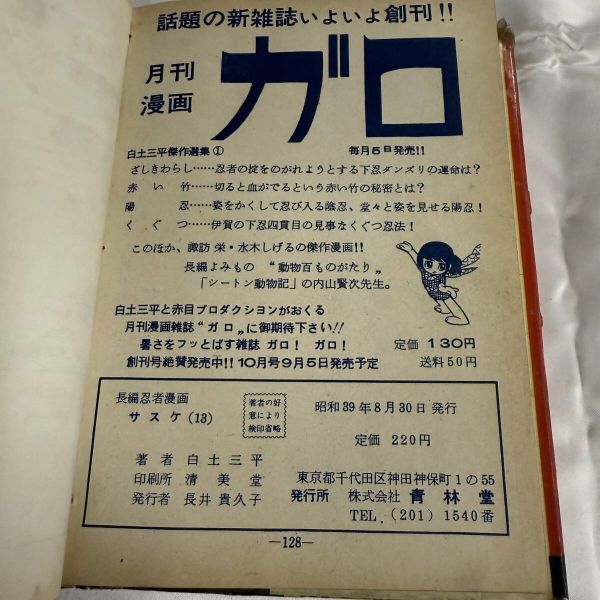 話題の新雑誌いよいよ創刊!!
月刊
漫画
ガロ
白土三平傑作選集① 毎月5日発売!!
ざしきわらし……忍者の掟をのがれようとする下忍ダンズリの運命は?
赤い竹……切ると血がでるという赤い竹の秘密とは?
陽忍……姿をかくして忍び入る陰忍、堂々と姿を見せる陽忍!
くぐつ……伊賀の下忍四貫目の見事なくぐつ忍法!
このほか、諏訪栄・水木しげるの傑作漫画!!
長編よみもの “動物百ものがたり„
「シートン動物記」の内山賢次先生。
白土三平と赤目プロダクションがおくる
月刊漫画雑誌“ガロ„に御期待下さい!!
暑さをフッとばす雑誌 ガロ! ガロ!
定価 130円
創刊号絶賛発売中!! 10月号9月5日発売予定
送料50円
長編忍者漫画
サスケ(13)
著者の好
意により
検印省略
昭和39年8月30日 発行
定価 220円
著者 白土三平
印刷所 清美堂
発行者 長井貴久子
東京都千代田区神田神保町1の55
発行所 株式会社 青林堂
TEL.(201)1540番
—128—